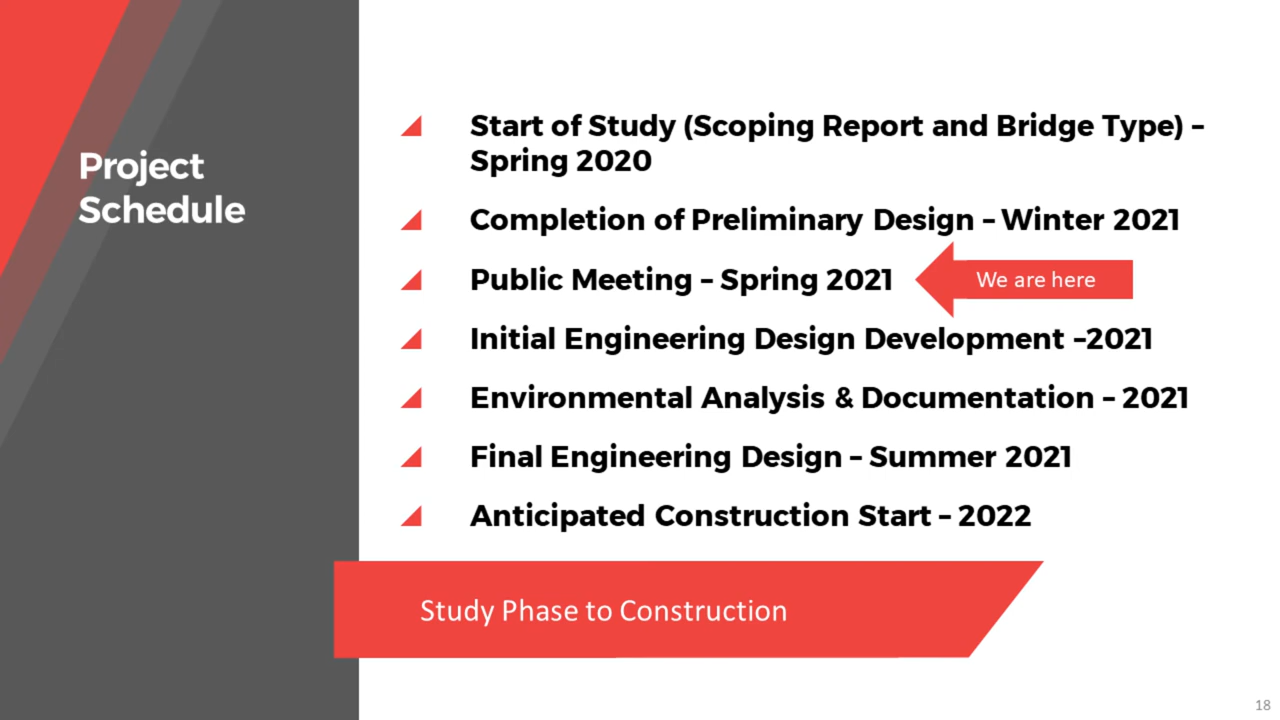 Project
Schedule
Start of Study (Scoping Report and Bridge Type) –
Spring 2020
Completion of Preliminary Design – Winter 2021
Public Meeting – Spring 2021
We are here
Initial Engineering Design Development –2021
Environmental Analysis & Documentation – 2021
Final Engineering Design – Summer 2021
Anticipated Construction Start – 2022
Study Phase to Construction
18